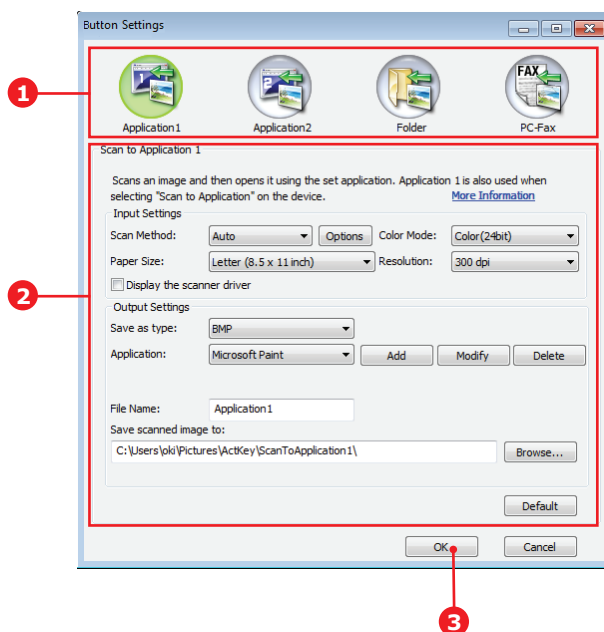 Button Settings
1
1
2
FAX
Application1
Application2
Folder
PC-Fax
2
Scan to Application 1
Scans an image and then opens it using the set application. Application 1 is also used when
selecting "Scan to Application" on the device.
More Information
Input Settings
Scan Method:
Auto
Options
Color Mode:
Color(24bit)
Paper Size:
Letter (8.5 x 11 inch)
Resolution:
300 dpi
Display the scanner driver
Output Settings
Save as type:
BMP
Application:
Microsoft Paint
Add
Modify
Delete
File Name:
Application1
Save scanned image to:
C:\Users\oki\Pictures\ActKey\ScanToApplication1\
Browse...
Default
OK
Cancel
3